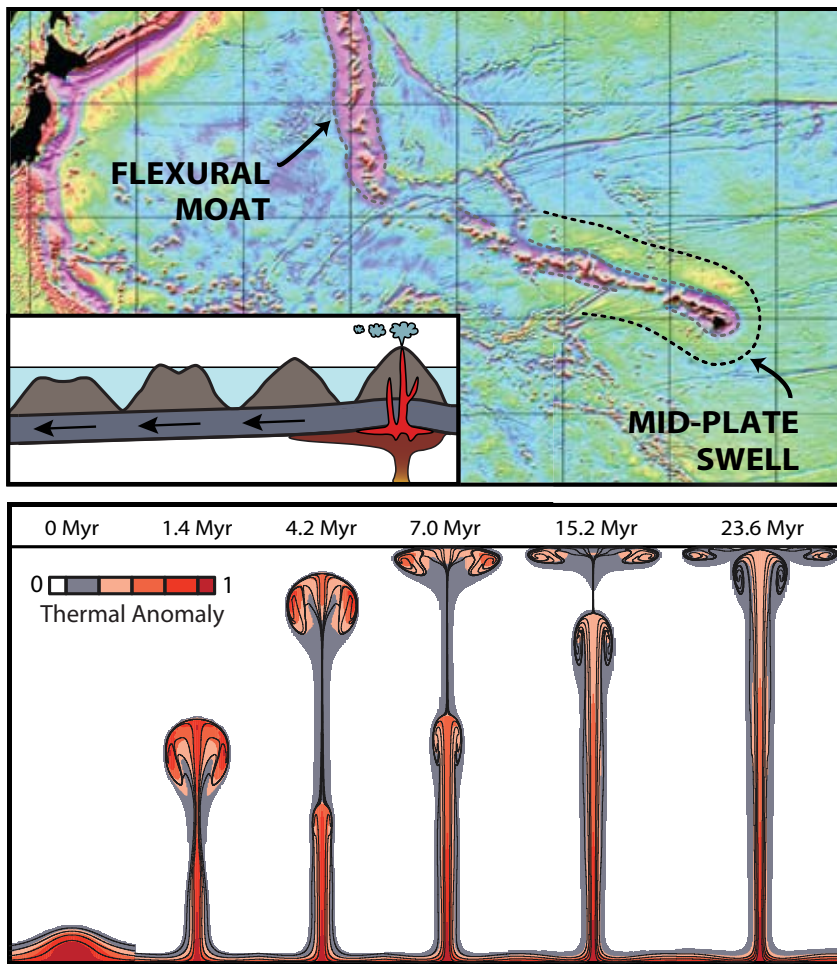 FLEXURAL
MOAT
MID-PLATE
SWELL
0 Myr 1.4 Myr 4.2 Myr 7.0 Myr 15.2 Myr 23.6 Myr
0 1
Thermal Anomaly